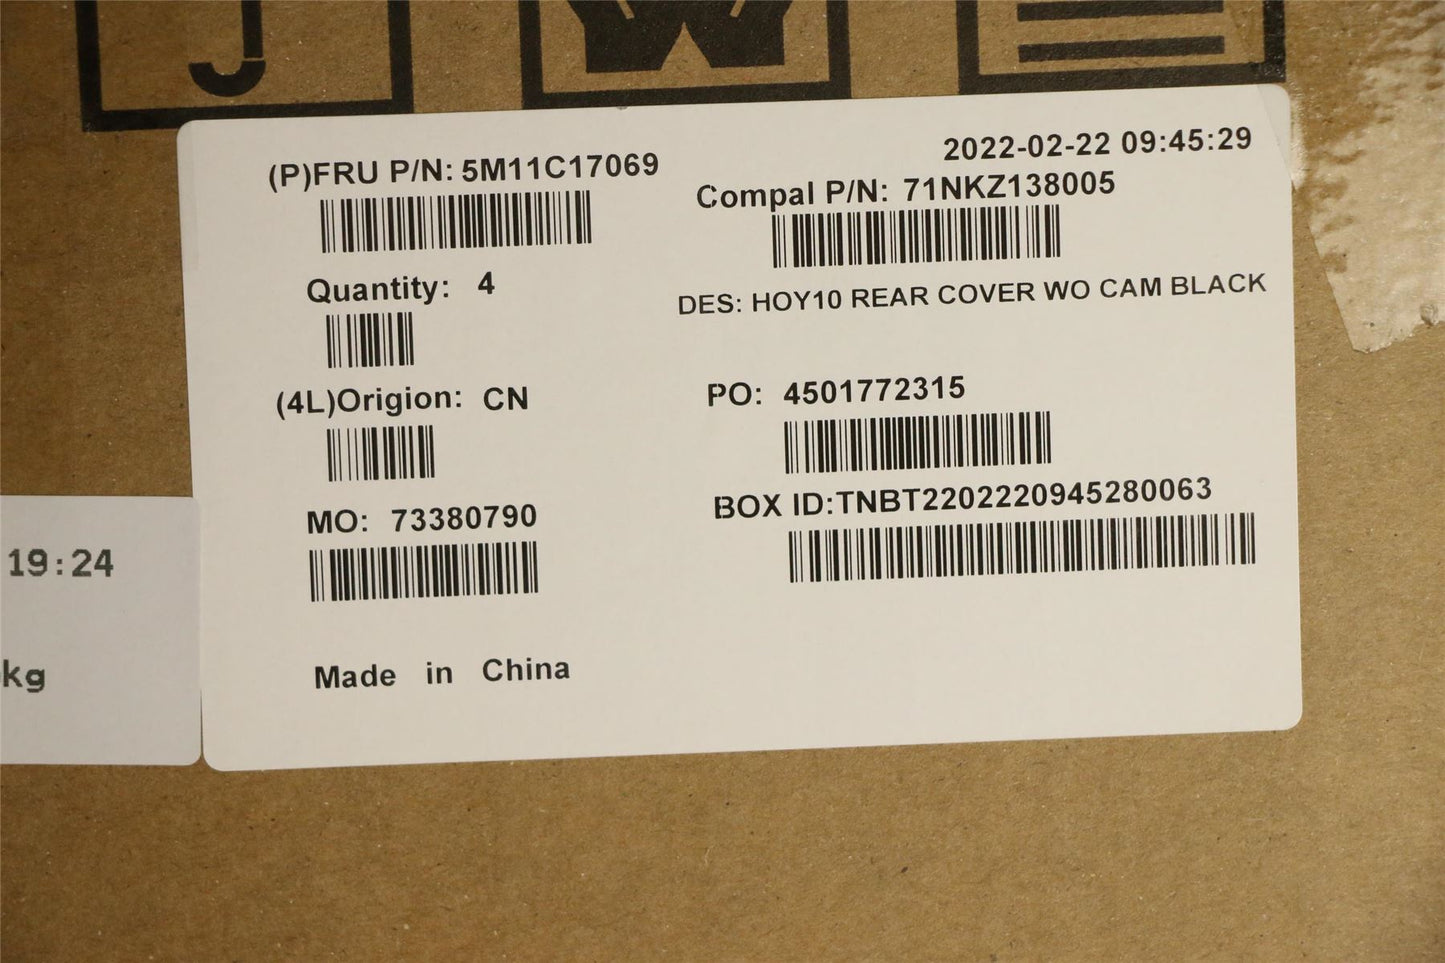 2022-02-22 09:45:29
(P)FRU P/N: 5M11C17069
Compal P/N: 71NKZ138005
Quantity: 4
DES: HOY10 REAR COVER WO CAM BLACK
(4L)Origion: CN
PO: 4501772315
MO: 73380790
BOX ID:TNBT2202220945280063
Made in China
19:24
kg